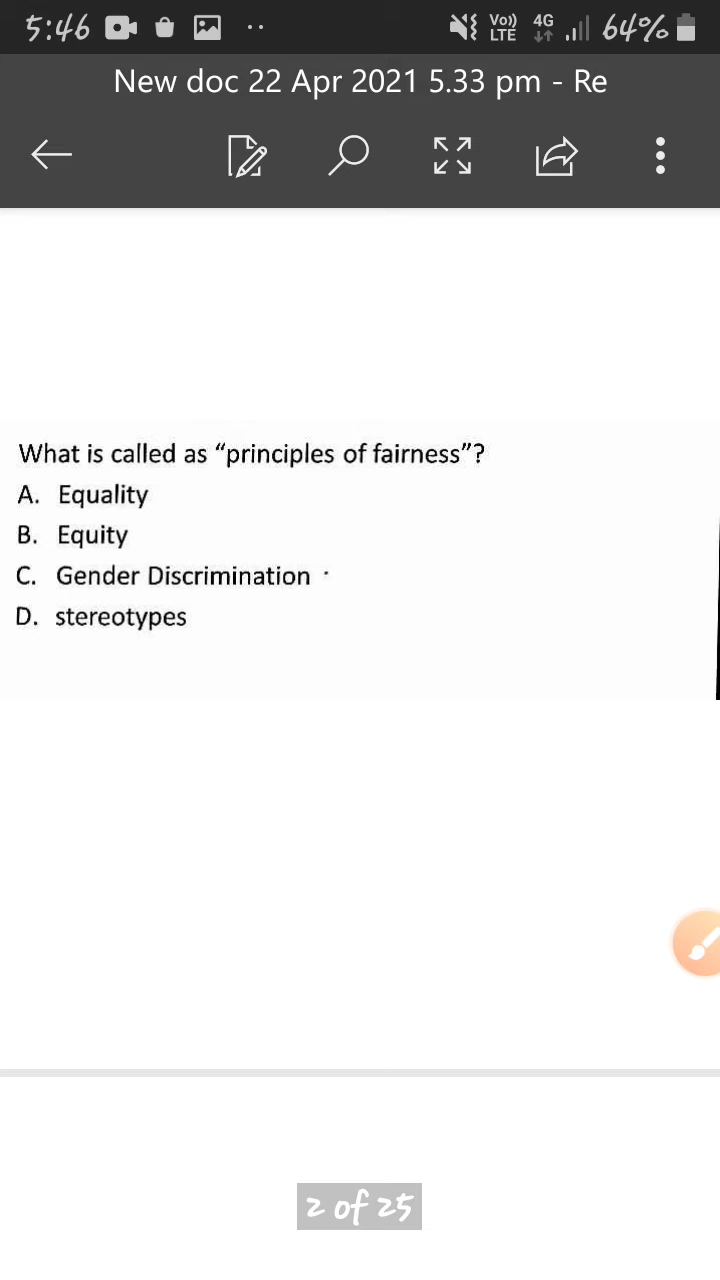 5:46 Vo)) LTE 4G 64%
New doc 22 Apr 2021 5.33 pm - Re
What is called as “principles of fairness”?
A. Equality
B. Equity
C. Gender Discrimination
D. stereotypes
2 of 25